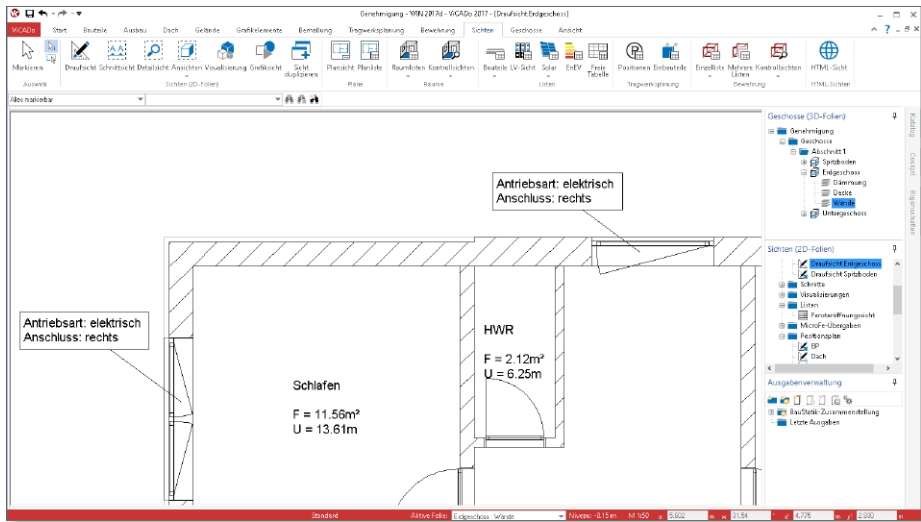 Genehmigung - WIN 2017d - ViCADo 2017 - [Draufsicht Erdgeschoss]
ViCADo Start Bauteile Ausbau Dach Gelände Grafikelemente Bemaßung Tragwerksplanung Bewehrung Sichten Geschosse Ansicht
Markieren Draufsicht Schnittsicht Detailsicht Ansichten Visualisierung Grafiksicht Sicht duplizieren Plansicht Planliste Raumlisten Kontrollsichten Bauteile LV-Sicht Solar EnEV Freie Tabelle Positionen Einbauteile Einzelliste Mehrere Listen Kontrollsichten HTML-Sicht
Auswahl Sichten (2D-Folien) Pläne Räume Listen Tragwerksplanung Bewehrung HTML-Sichten
Alles markierbar
Geschosse (3D-Folien)
Genehmigung
Geschosse
Abschnitt 1
Spitzboden
Erdgeschoss
Dämmung
Decke
Wände
Untergeschoss
Katalog
Cockpit
Eigenschaften
Sichten (2D-Folien)
Draufsicht Erdgeschoss
Draufsicht Spitzboden
Schnitte
Visualisierungen
Listen
Fensteröffnungssicht
MicroFe-Übergaben
Positionsplan
BP
Dach
Ausgabenverwaltung
BauStatik-Zusammenstellung
Letzte Ausgaben
Antriebsart: elektrisch
Anschluss: rechts
Antriebsart: elektrisch
Anschluss: rechts
HWR
F = 2.12m²
U = 6.25m
Schlafen
F = 11.56m²
U = 13.61m
Standard Aktive Folie: Erdgeschoss : Wände Niveau: -0.15 m M 1:50